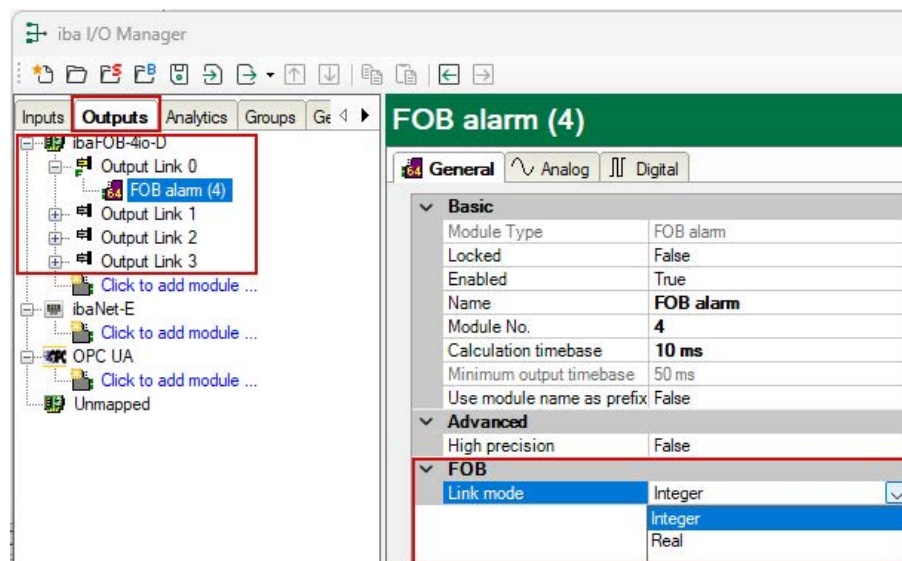 iba I/O Manager
Inputs Outputs Analytics Groups Ge
ibaFOB-4io-D
Output Link 0
64 FOB alarm (4)
Output Link 1
Output Link 2
Output Link 3
Click to add module ...
ibaNet-E
Click to add module ...
OPC UA
Click to add module ...
Unmapped
FOB alarm (4)
64 General Analog Digital
Basic
Module Type FOB alarm
Locked False
Enabled True
Name FOB alarm
Module No. 4
Calculation timebase 10 ms
Minimum output timebase 50 ms
Use module name as prefix False
Advanced
High precision False
FOB
Link mode Integer
Integer
Real